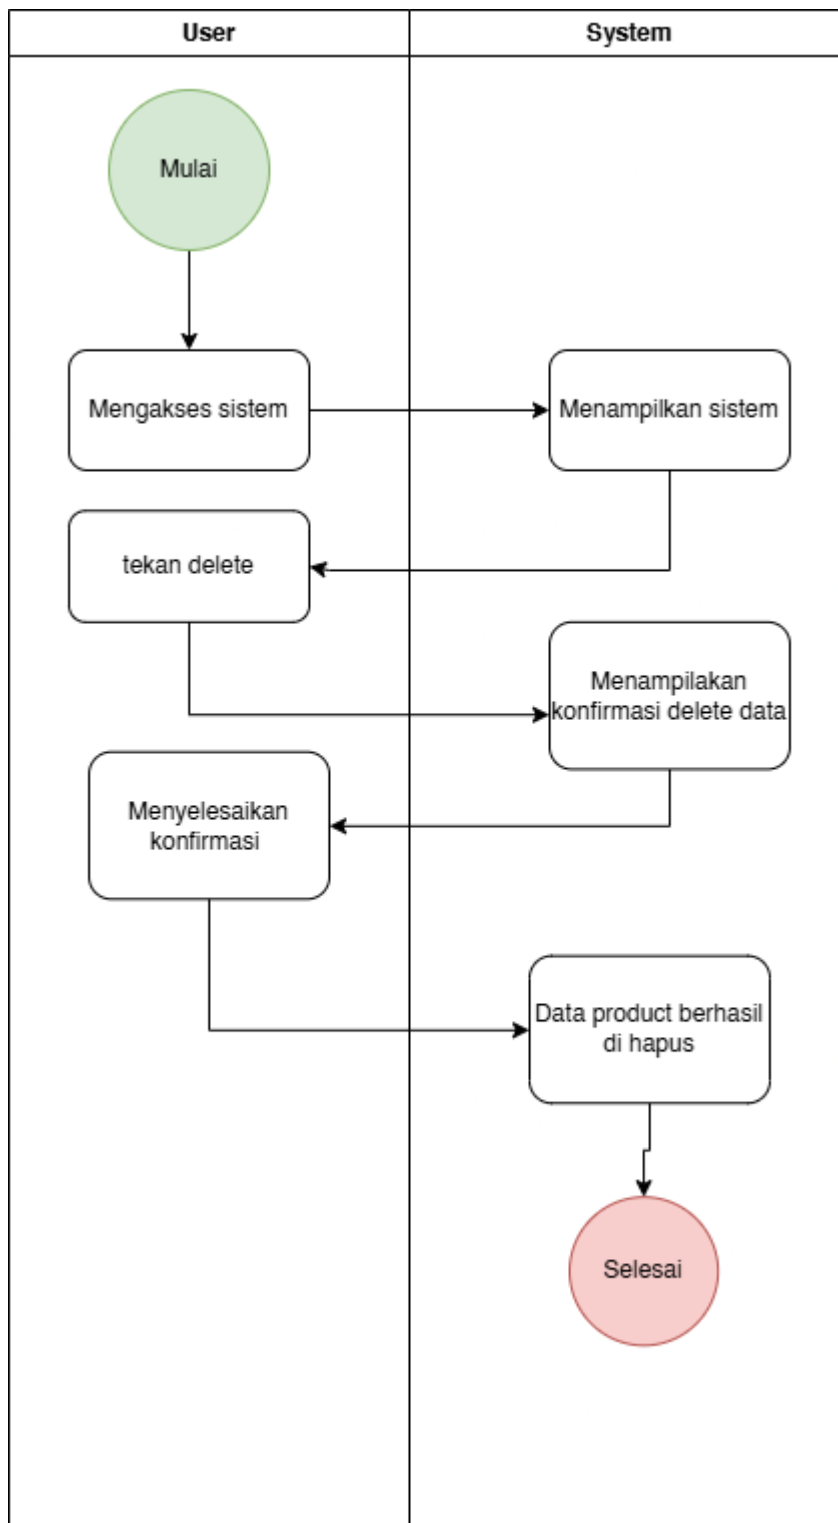 User
System
Mulai
Mengakses sistem
Menampilkan sistem
tekan delete
Menampilakan
konfirmasi delete data
Menyelesaikan
konfirmasi
Data product berhasil
di hapus
Selesai